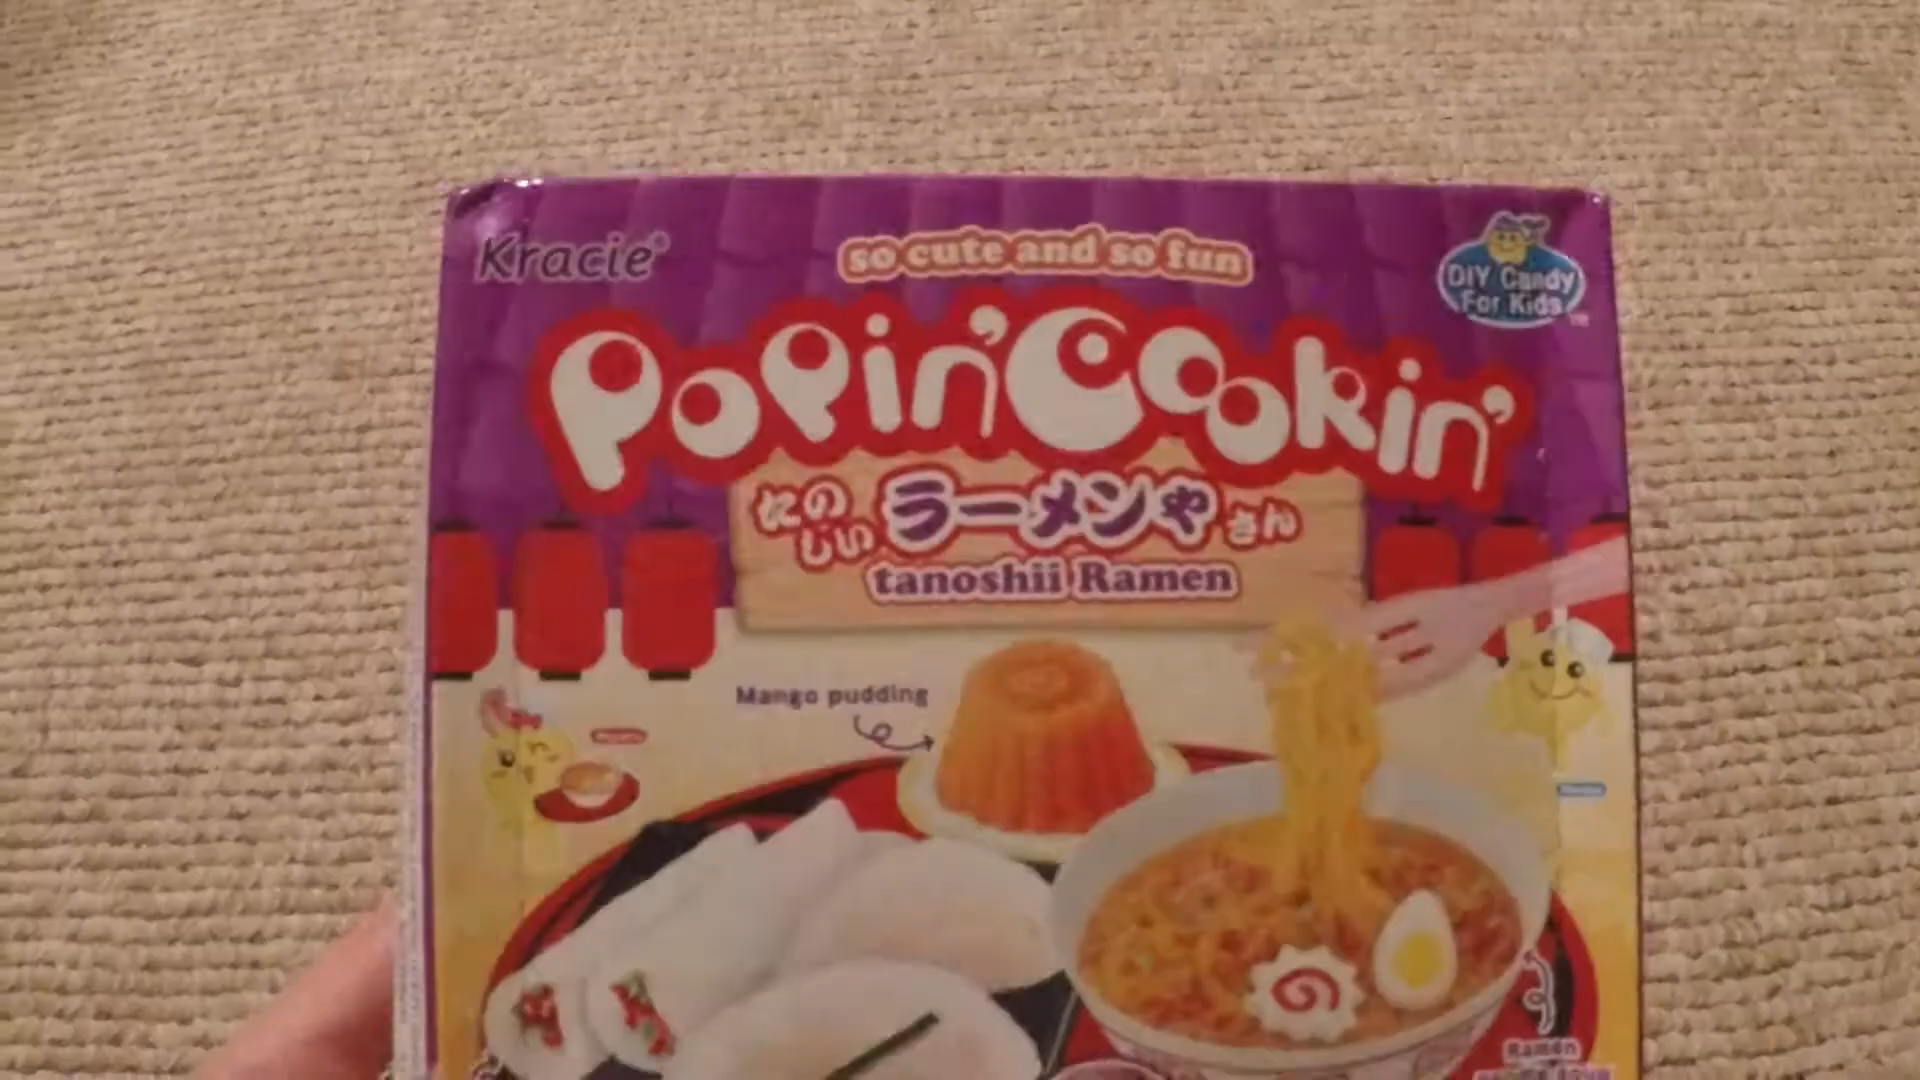 Kracie®
so cute and so fun
DIY Candy
For Kids
Popin' Cookin'
たの
しい
ラーメンやさん
tanoshii Ramen
Mango pudding
Ramen